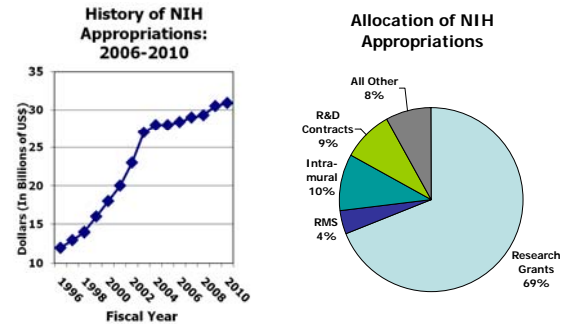 History of NIH
Appropriations:
2006-2010
35
30
25
20
15
10
Dollars (In Billions of US$)
1996
1998
2000
2002
2004
2006
2008
2010
Fiscal Year
Allocation of NIH
Appropriations
All Other
8%
R&D
Contracts
9%
Intra-
mural
10%
RMS
4%
Research
Grants
69%